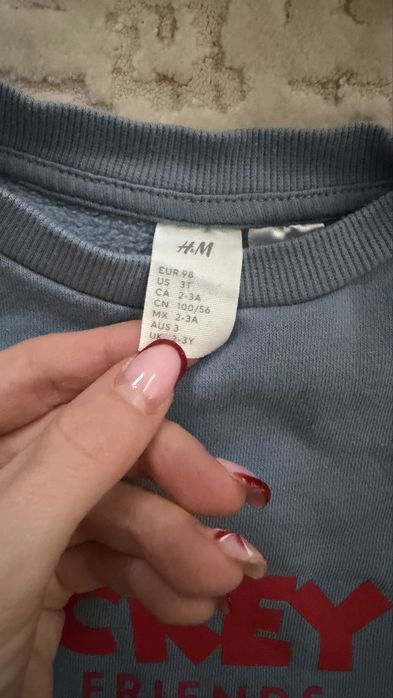 H&M
EUR 98
US 3T
CA 2-3A
CN 100/56
MX 2-3A
AUS 3
UK 2-3Y
CKEY
FRIENDS